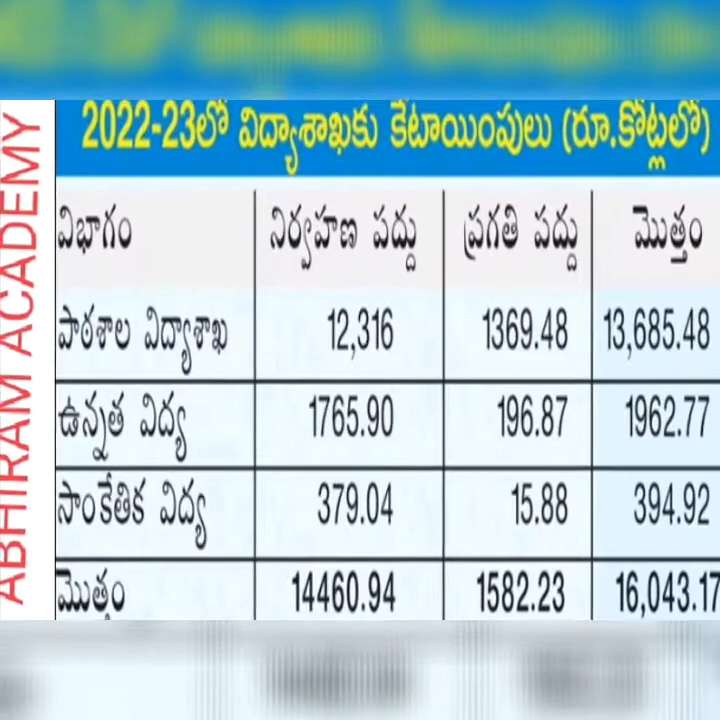 ABHIRAM ACADEMY
2022-23లో విద్యాశాఖకు కేటాయింపులు (రూ.కోట్లలో)
విభాగం నిర్వహణ పద్దు ప్రగతి పద్దు మొత్తం
పాఠశాల విద్యాశాఖ 12,316 1369.48 13,685.48
ఉన్నత విద్య 1765.90 196.87 1962.77
సాంకేతిక విద్య 379.04 15.88 394.92
మొత్తం 14460.94 1582.23 16,043.17